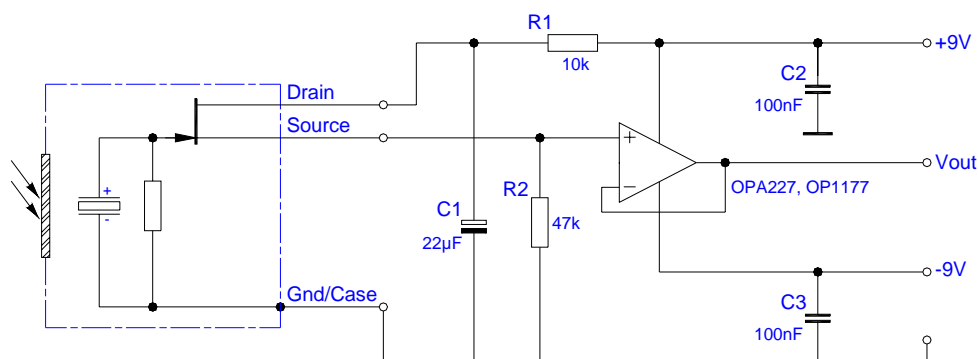 R1
+9V
10k
C2
100nF
Drain
Source
+
-
+
−
Vout
OPA227, OP1177
R2
47k
C1
22µF
-9V
Gnd/Case
C3
100nF